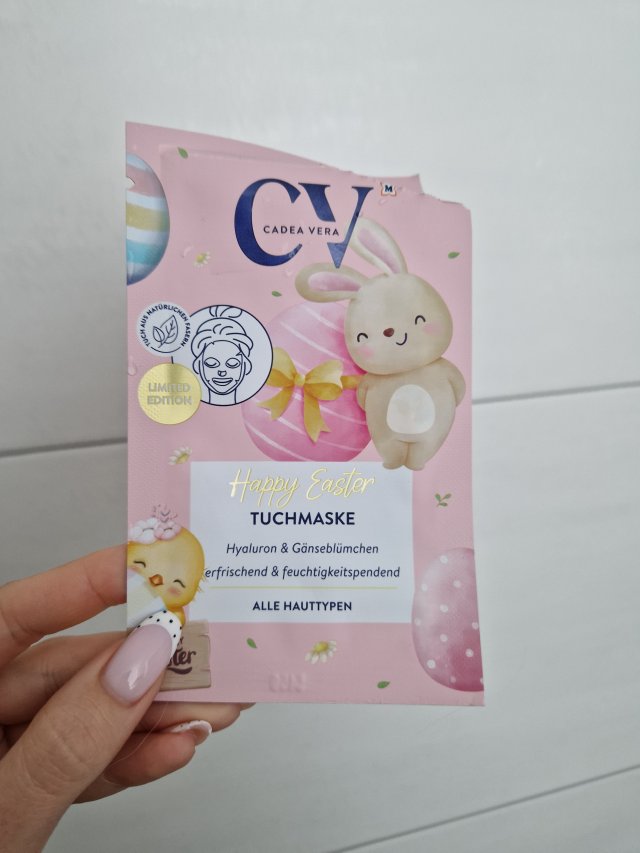 CV
M
CADEA VERA
TUCH AUS NATÜRLICHEN FASERN
LIMITED
EDITION
Happy Easter
TUCHMASKE
Hyaluron & Gänseblümchen
erfrischend & feuchtigkeitspendend
ALLE HAUTTYPEN